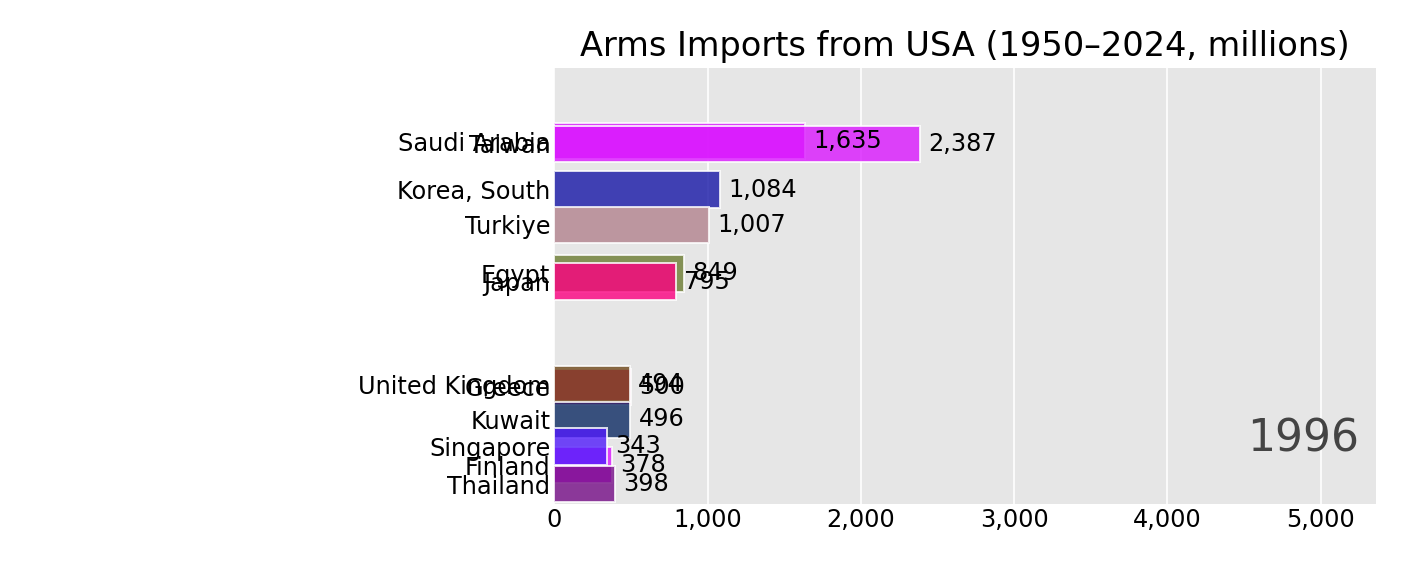 Arms Imports from USA (1950–2024, millions)
Saudi Arabia
Taiwan
1,635
2,387
Korea, South
1,084
Turkiye
1,007
Egypt
849
Japan
795
United Kingdom
494
Greece
500
Kuwait
496
Singapore
343
Finland
378
Thailand
398
1996
0
1,000
2,000
3,000
4,000
5,000